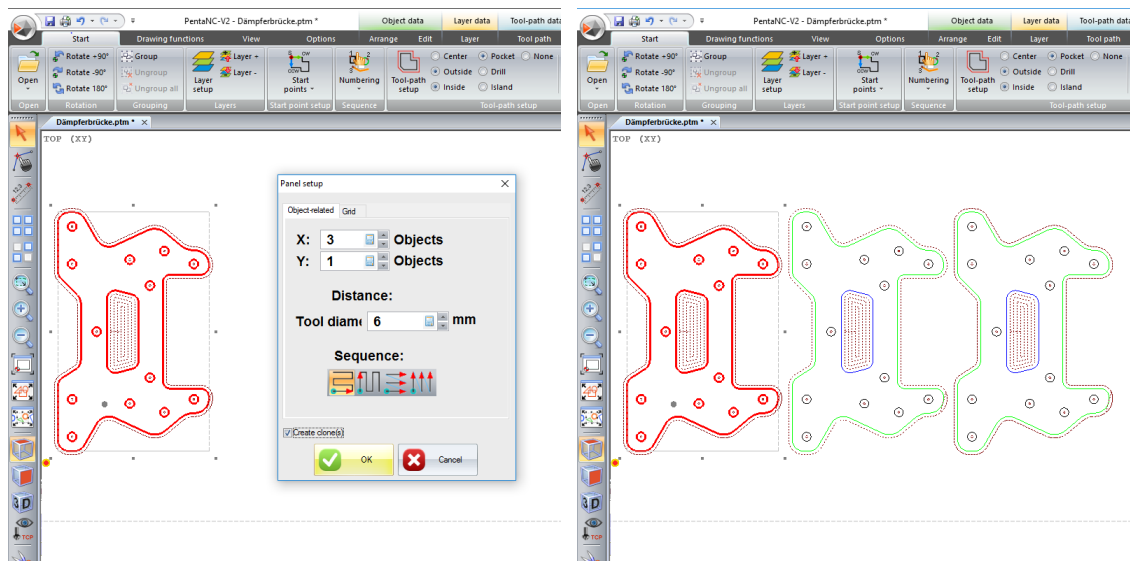 PentaNC-V2 - Dämpferbrücke.ptm *
Object data
Layer data
Tool-path data
Start
Drawing functions
View
Options
Arrange
Edit
Layer
Tool path
Open
Rotate +90°
Rotate -90°
Rotate 180°
Group
Ungroup
Ungroup all
Layer setup
Layer +
Layer -
Start points
Numbering
Tool-path setup
Center
Outside
Inside
Pocket
Drill
Island
None
Open
Rotation
Grouping
Layers
Start point setup
Sequence
Tool-path setup
Dämpferbrücke.ptm *
TOP (XY)
Panel setup
Object-related
Grid
X: 3 Objects
Y: 1 Objects
Distance:
Tool diame 6 mm
Sequence:
Create clone(s)
OK
Cancel
3D
TCP
PentaNC-V2 - Dämpferbrücke.ptm *
Object data
Layer data
Tool-path data
Start
Drawing functions
View
Options
Arrange
Edit
Layer
Tool path
Open
Rotate +90°
Rotate -90°
Rotate 180°
Group
Ungroup
Ungroup all
Layer setup
Layer +
Layer -
Start points
Numbering
Tool-path setup
Center
Outside
Inside
Pocket
Drill
Island
None
Open
Rotation
Grouping
Layers
Start point setup
Sequence
Tool-path setup
Dämpferbrücke.ptm *
TOP (XY)
3D
TCP